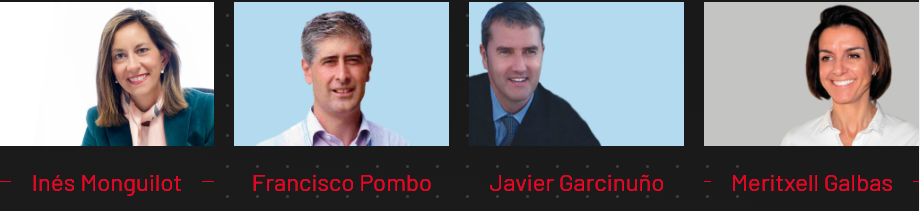 Inés Monguilot
Francisco Pombo
Javier Garcinuño
Meritxell Galbas